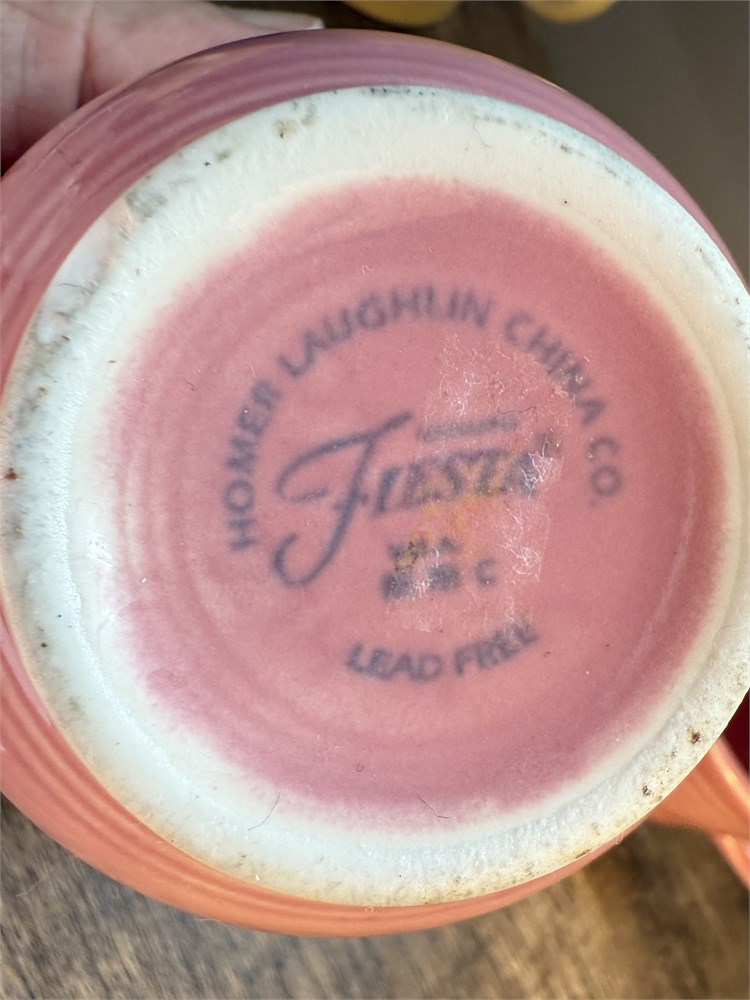 HOMER LAUGHLIN CHINA CO.
FIESTA
C
LEAD FREE